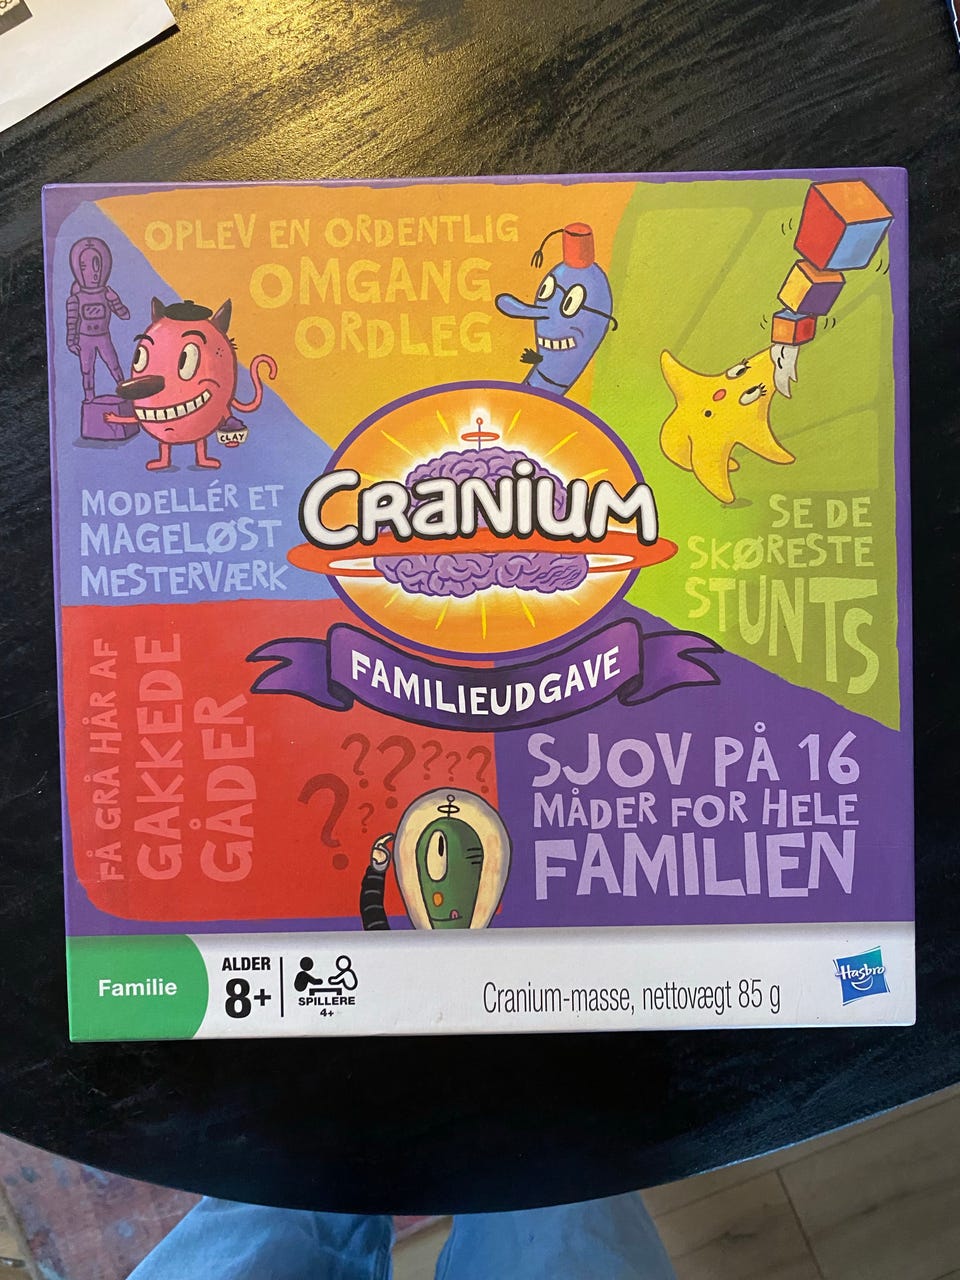 OPLEV EN ORDENTLIG
OMGANG
ORDLEG
CLAY
MODELLÉR ET
MAGELØST
MESTERVÆRK
CRANIUM
FAMILIEUDGAVE
SE DE
SKØRESTE
STUNTS
FÅ GRÅ HÅR AF
GAKKEDE
GÅDER
? ? ? ? ? ? ?
SJOV PÅ 16
MÅDER FOR HELE
FAMILIEN
Familie
ALDER
8+
SPILLERE
4+
Cranium-masse, nettovægt 85 g
Hasbro